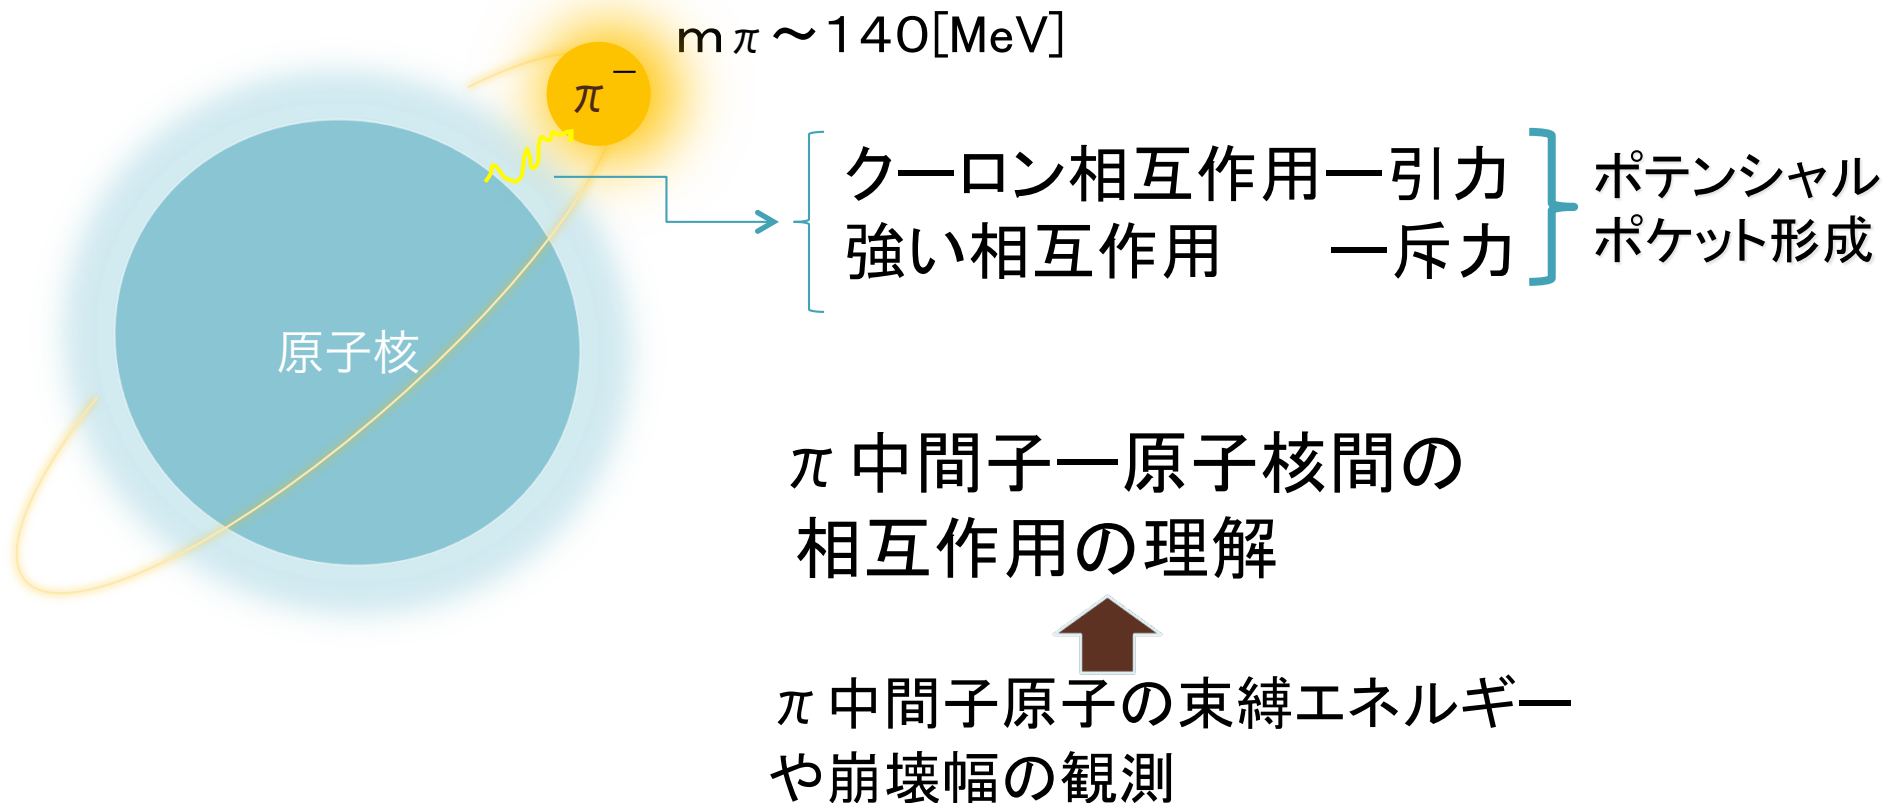 mπ～140[MeV]
π⁻
クーロン相互作用ー引力
強い相互作用　　ー斥力
ポテンシャル
ポケット形成
原子核
π中間子ー原子核間の
相互作用の理解
π中間子原子の束縛エネルギー
や崩壊幅の観測